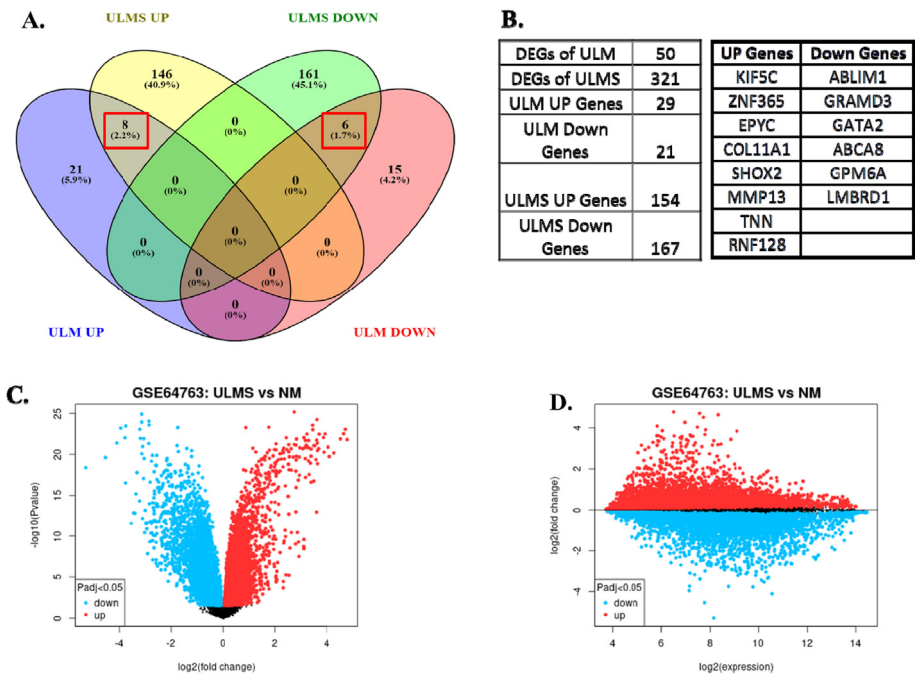 A.
ULMS UP
ULMS DOWN
146
(40.9%)
161
(45.1%)
8
(2.2%)
0
(0%)
6
(1.7%)
21
(5.9%)
0
(0%)
0
(0%)
15
(4.2%)
0
(0%)
0
(0%)
0
(0%)
0
(0%)
0
(0%)
0
(0%)
ULM UP
ULM DOWN
B.
DEGs of ULM 50
DEGs of ULMS 321
ULM UP Genes 29
ULM Down
Genes 21
ULMS UP Genes 154
ULMS Down
Genes 167
UP Genes Down Genes
KIF5C ABLIM1
ZNF365 GRAMD3
EPYC GATA2
COL11A1 ABCA8
SHOX2 GPM6A
MMP13 LMBRD1
TNN
RNF128
C.
GSE64763: ULMS vs NM
-log10(Pvalue)
25
20
15
10
5
0
Padj<0.05
down
up
-4 -2 0 2 4
log2(fold change)
D.
GSE64763: ULMS vs NM
log2(fold change)
4
2
0
-2
-4
Padj<0.05
down
up
4 6 8 10 12 14
log2(expression)